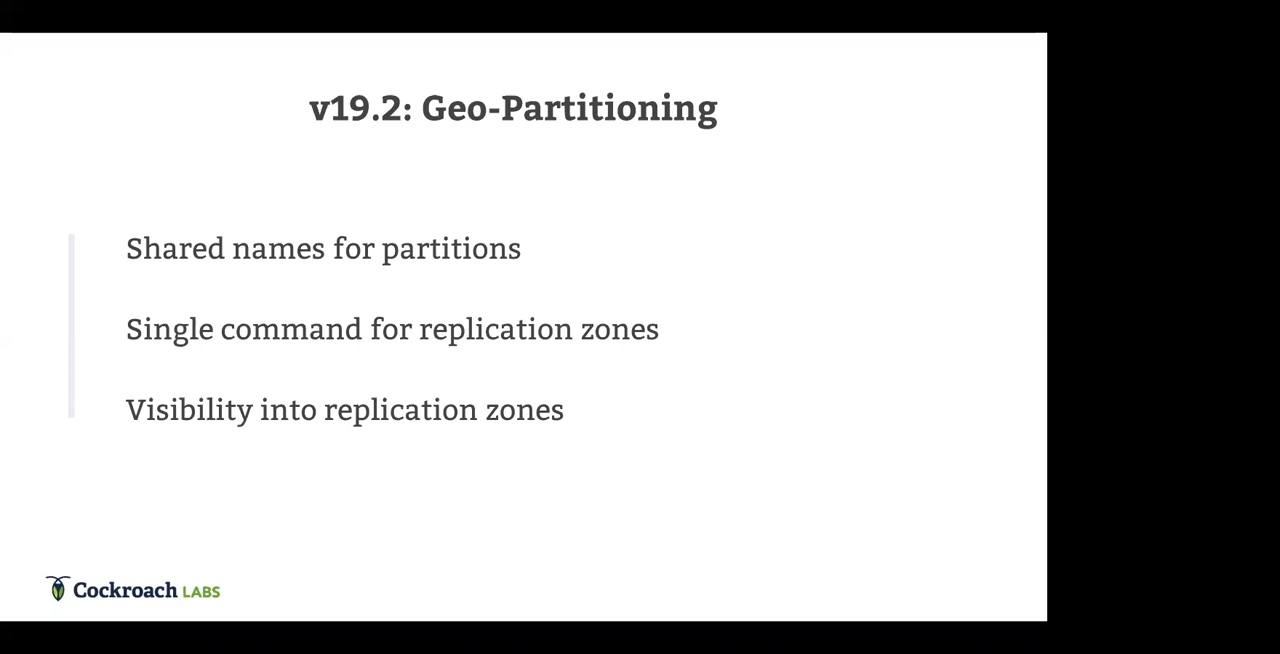 v19.2: Geo-Partitioning
Shared names for partitions
Single command for replication zones
Visibility into replication zones
Cockroach LABS